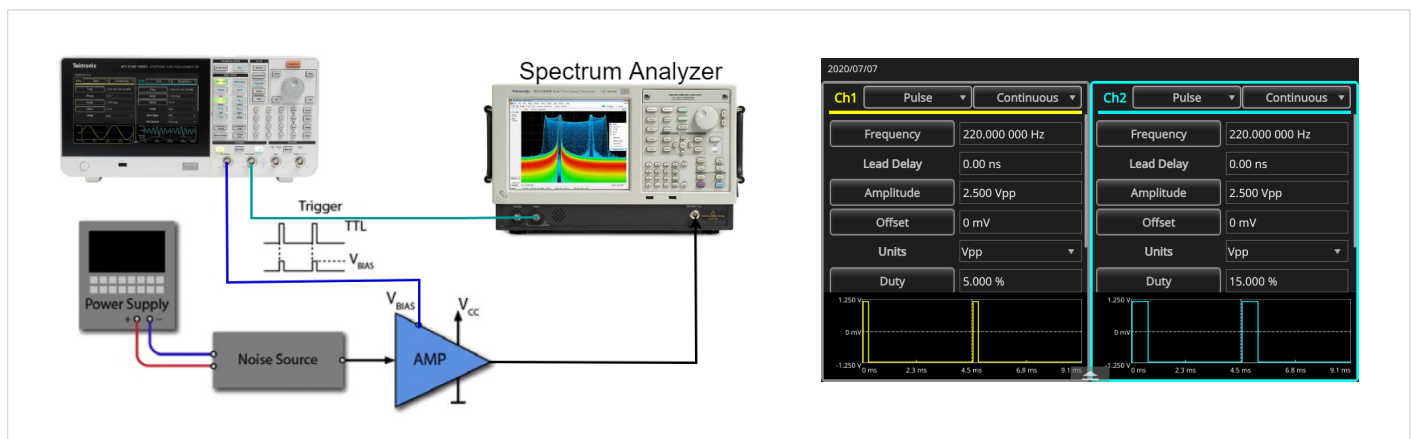 Spectrum Analyzer
Tektronix
Trigger
TTL
V BIAS
Power Supply
+ -
Noise Source
V BIAS
V CC
AMP
2020/07/07
Ch1 Pulse Continuous
Frequency 220.000 000 Hz
Lead Delay 0.00 ns
Amplitude 2.500 Vpp
Offset 0 mV
Units Vpp
Duty 5.000 %
1.250 V
0 mV
-1.250 V
0 ms 2.3 ms 4.5 ms 6.8 ms 9.1 ms
Ch2 Pulse Continuous
Frequency 220.000 000 Hz
Lead Delay 0.00 ns
Amplitude 2.500 Vpp
Offset 0 mV
Units Vpp
Duty 15.000 %
1.250 V
0 mV
-1.250 V
0 ms 2.3 ms 4.5 ms 6.8 ms 9.1 ms